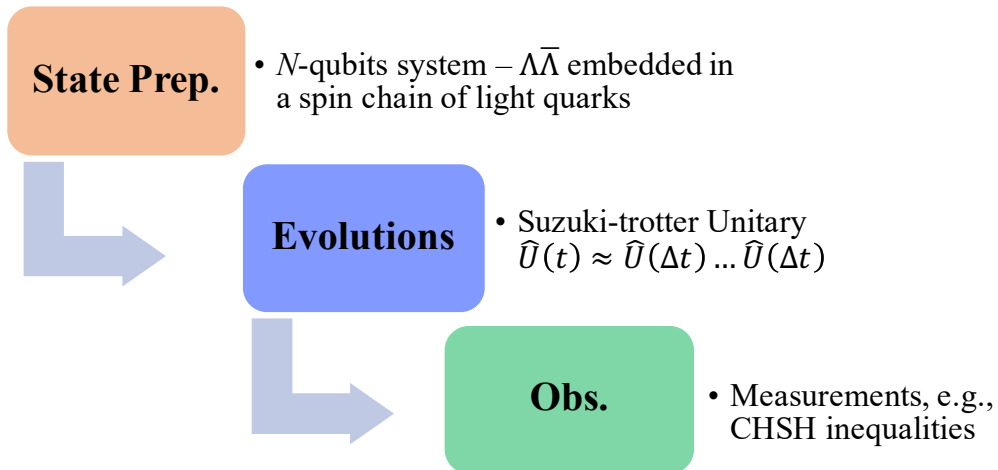 State Prep.
• N-qubits system – ΛΛ̅ embedded in
a spin chain of light quarks
Evolutions
• Suzuki-trotter Unitary
Û(t) ≈ Û(Δt) … Û(Δt)
Obs.
• Measurements, e.g.,
CHSH inequalities